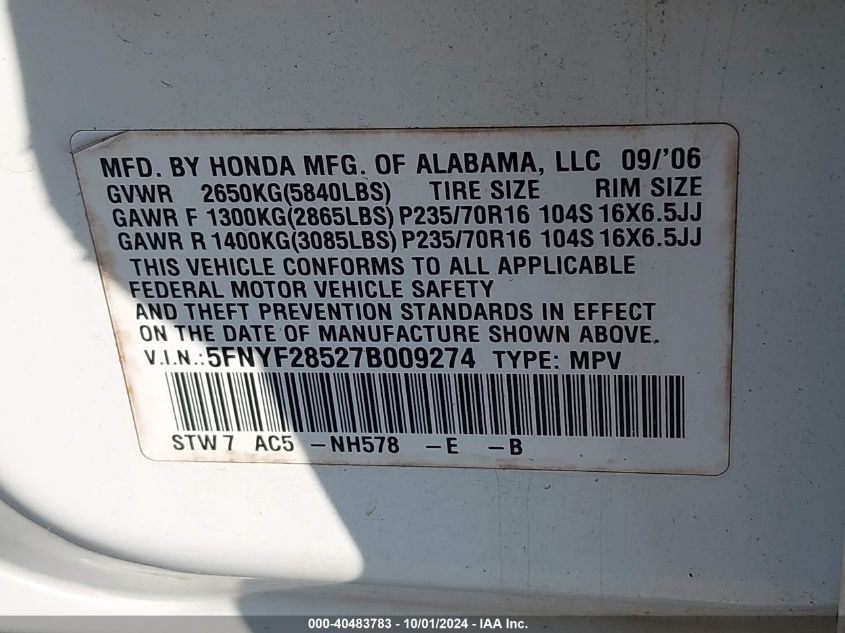 MFD. BY HONDA MFG. OF ALABAMA, LLC 09/'06
GVWR 2650KG(5840LBS) TIRE SIZE RIM SIZE
GAWR F 1300KG(2865LBS) P235/70R16 104S 16X6.5JJ
GAWR R 1400KG(3085LBS) P235/70R16 104S 16X6.5JJ
THIS VEHICLE CONFORMS TO ALL APPLICABLE
FEDERAL MOTOR VEHICLE SAFETY
AND THEFT PREVENTION STANDARDS IN EFFECT
ON THE DATE OF MANUFACTURE SHOWN ABOVE.
V.I.N.:5FNYF28527B009274 TYPE: MPV
STW7 AC5 -NH578 -E -B
000-40483783 - 10/01/2024 - IAA Inc.